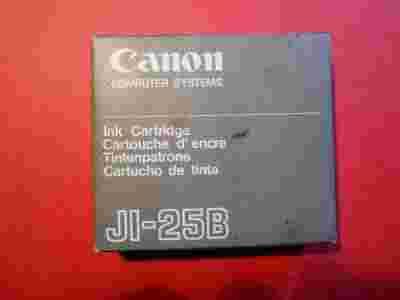 Canon
COMPUTER SYSTEMS
Ink Cartridge
Cartouche d'encre
Tintenpatrone
Cartucho de tinta
JI-25B